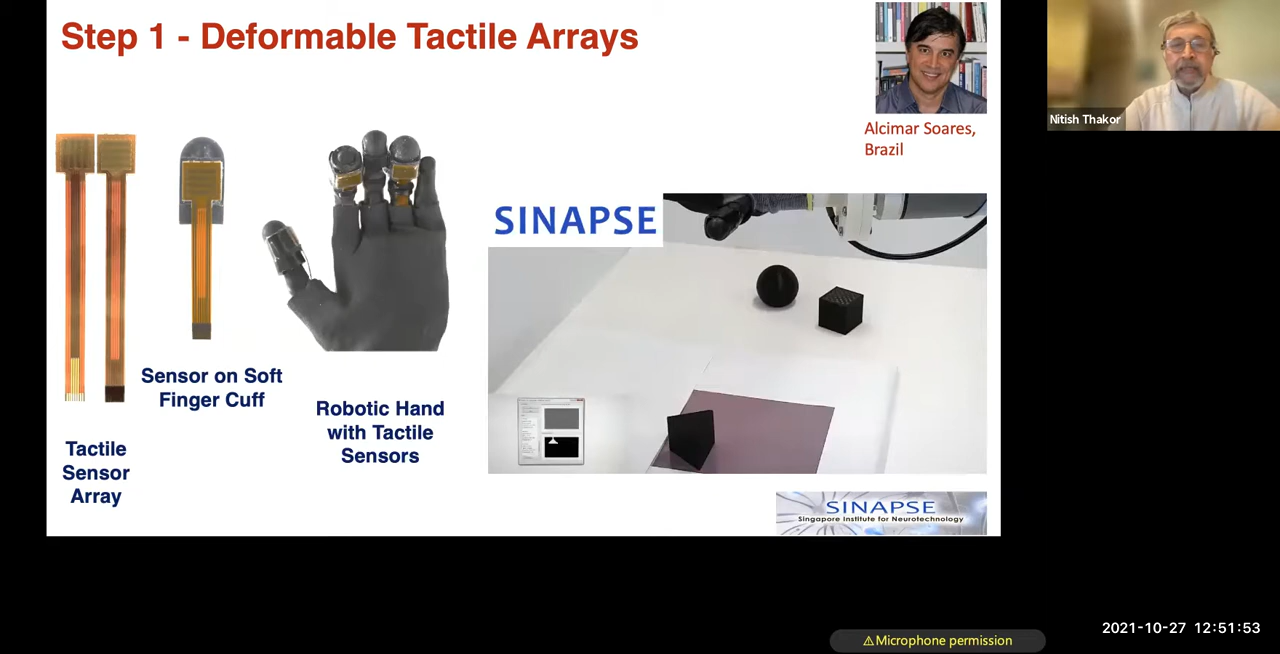 Step 1 - Deformable Tactile Arrays
Nitish Thakor
Alcimar Soares,
Brazil
SINAPSE
Sensor on Soft
Finger Cuff
Robotic Hand
with Tactile
Sensors
Tactile
Sensor
Array
SINAPSE
Singapore Institute for Neurotechnology
2021-10-27 12:51:53
⚠Microphone permission